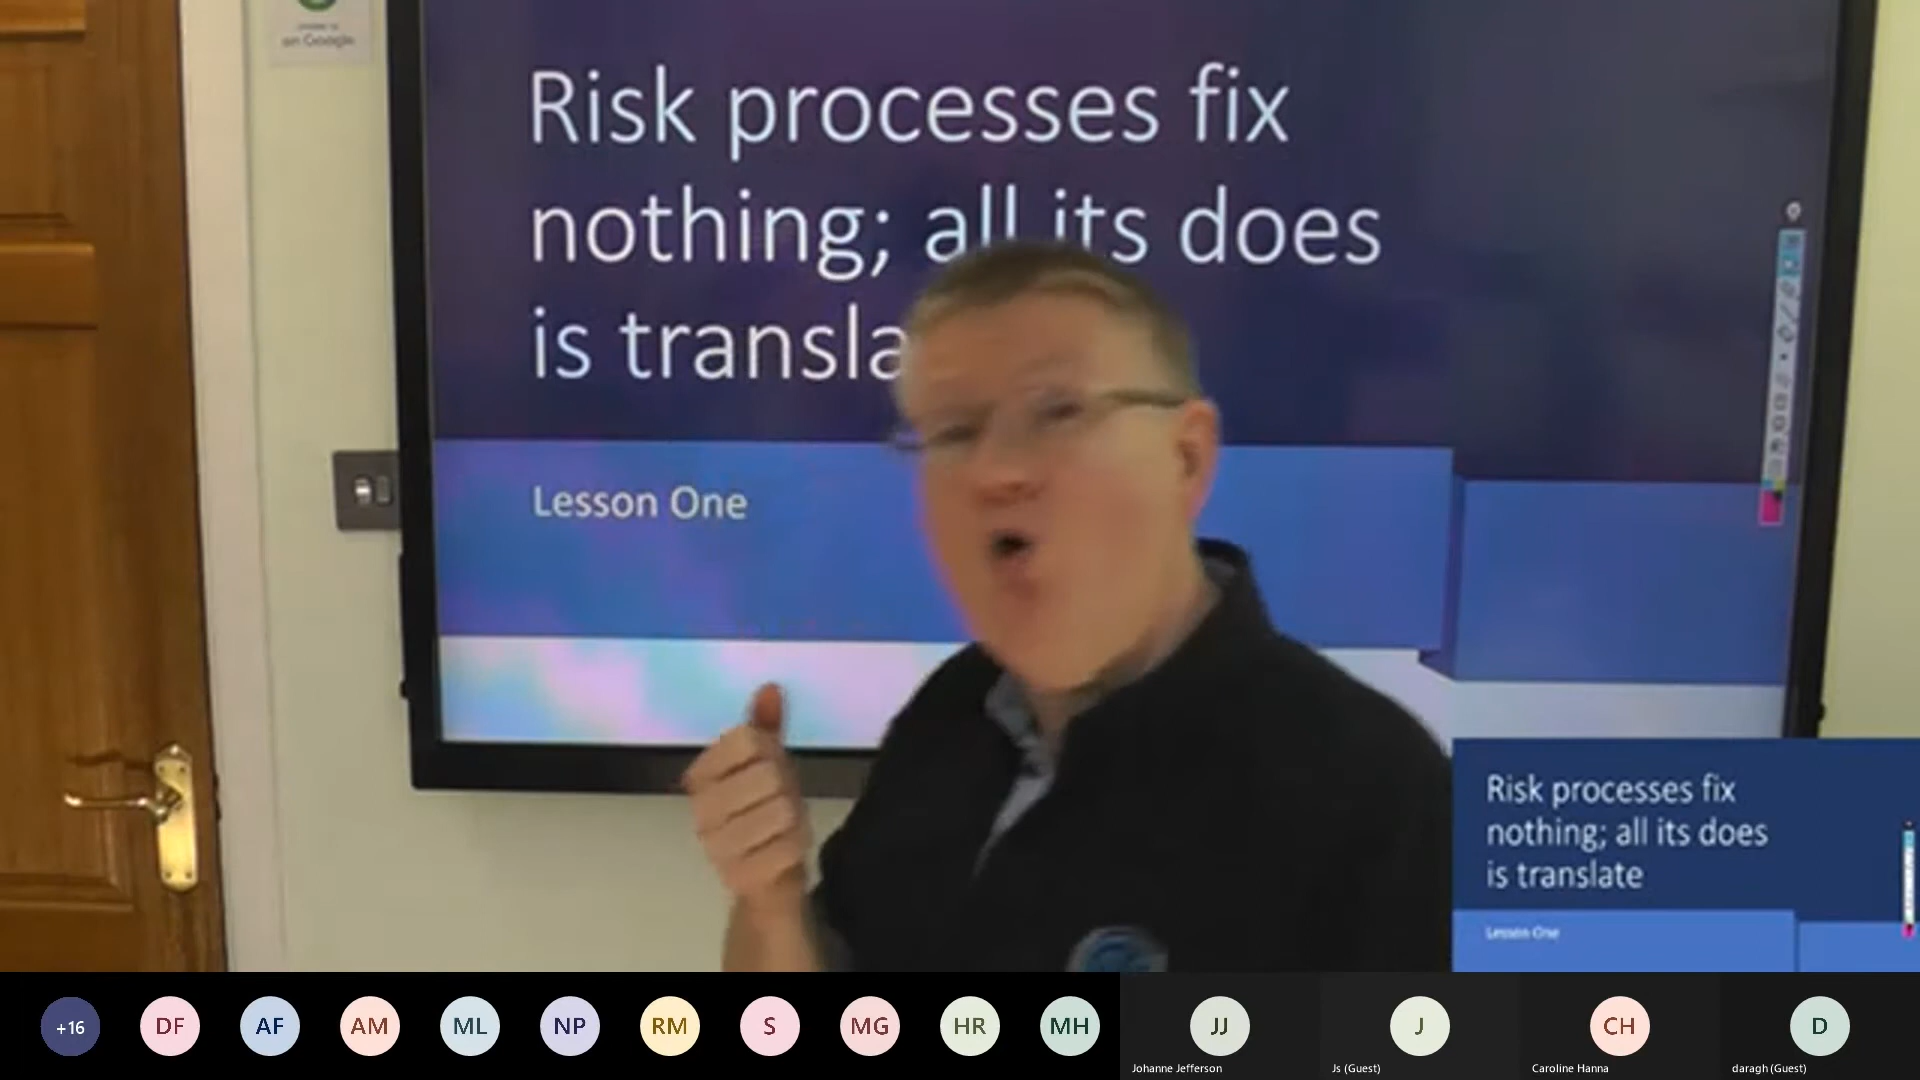 on Google
Risk processes fix
nothing; all its does
is transla
Lesson One
Risk processes fix
nothing; all its does
is translate
Lesson One
+16
DF
AF
AM
ML
NP
RM
S
MG
HR
MH
JJ
J
CH
D
Johanne Jefferson
Js (Guest)
Caroline Hanna
daragh (Guest)